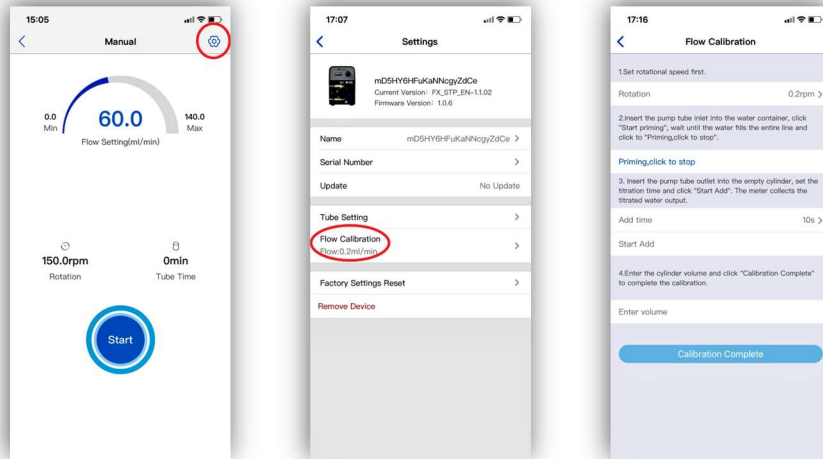 15:05
Manual
0.0
Min
60.0
140.0
Max
Flow Setting(ml/min)
150.0rpm
Rotation
0min
Tube Time
Start
17:07
Settings
mD5HY6HFuKaNNcgyZdCe
Current Version: FX_STP_EN-1.1.02
Firmware Version: 1.0.6
Name mD5HY6HFuKaNNcgyZdCe >
Serial Number >
Update No Update
Tube Setting >
Flow Calibration >
Flow:0.2ml/min
Factory Settings Reset >
Remove Device
17:16
Flow Calibration
1.Set rotational speed first.
Rotation 0.2rpm >
2.Insert the pump tube inlet into the water container, click
"Start priming", wait until the water fills the entire line and
click to "Priming,click to stop".
Priming,click to stop
3. Insert the pump tube outlet into the empty cylinder, set the
titration time and click "Start Add". The meter collects the
titrated water output.
Add time 10s >
Start Add
4.Enter the cylinder volume and click "Calibration Complete"
to complete the calibration.
Enter volume
Calibration Complete